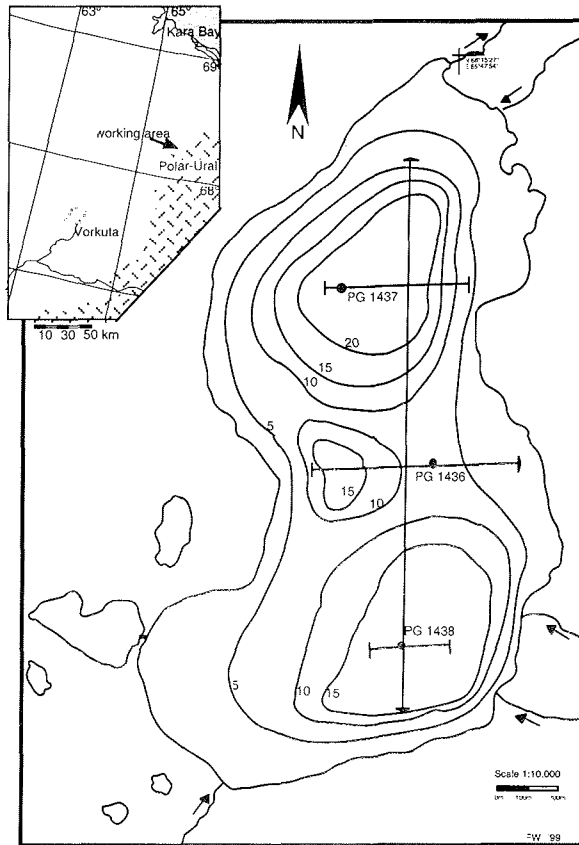 63°
65°
Kara Bay
69
working area
Polar-Ural
68°
Vorkuta
10 30 50 km
N
PG 1437
20
15
10
5
PG 1436
15
10
PG 1438
5
10
15
Scale 1:10,000
FW '99